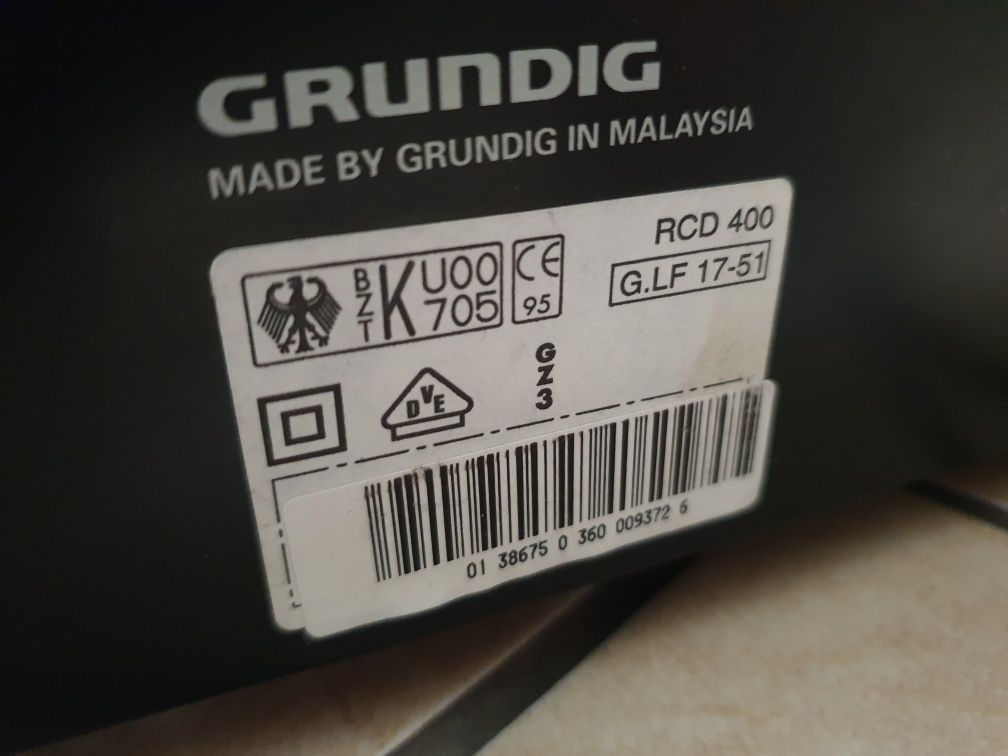 GRUNDIG
MADE BY GRUNDIG IN MALAYSIA
RCD 400
G.LF 17-51
BZT K U00 705
CE 95
DVE
GZ3
01 38675 0 360 009372 6